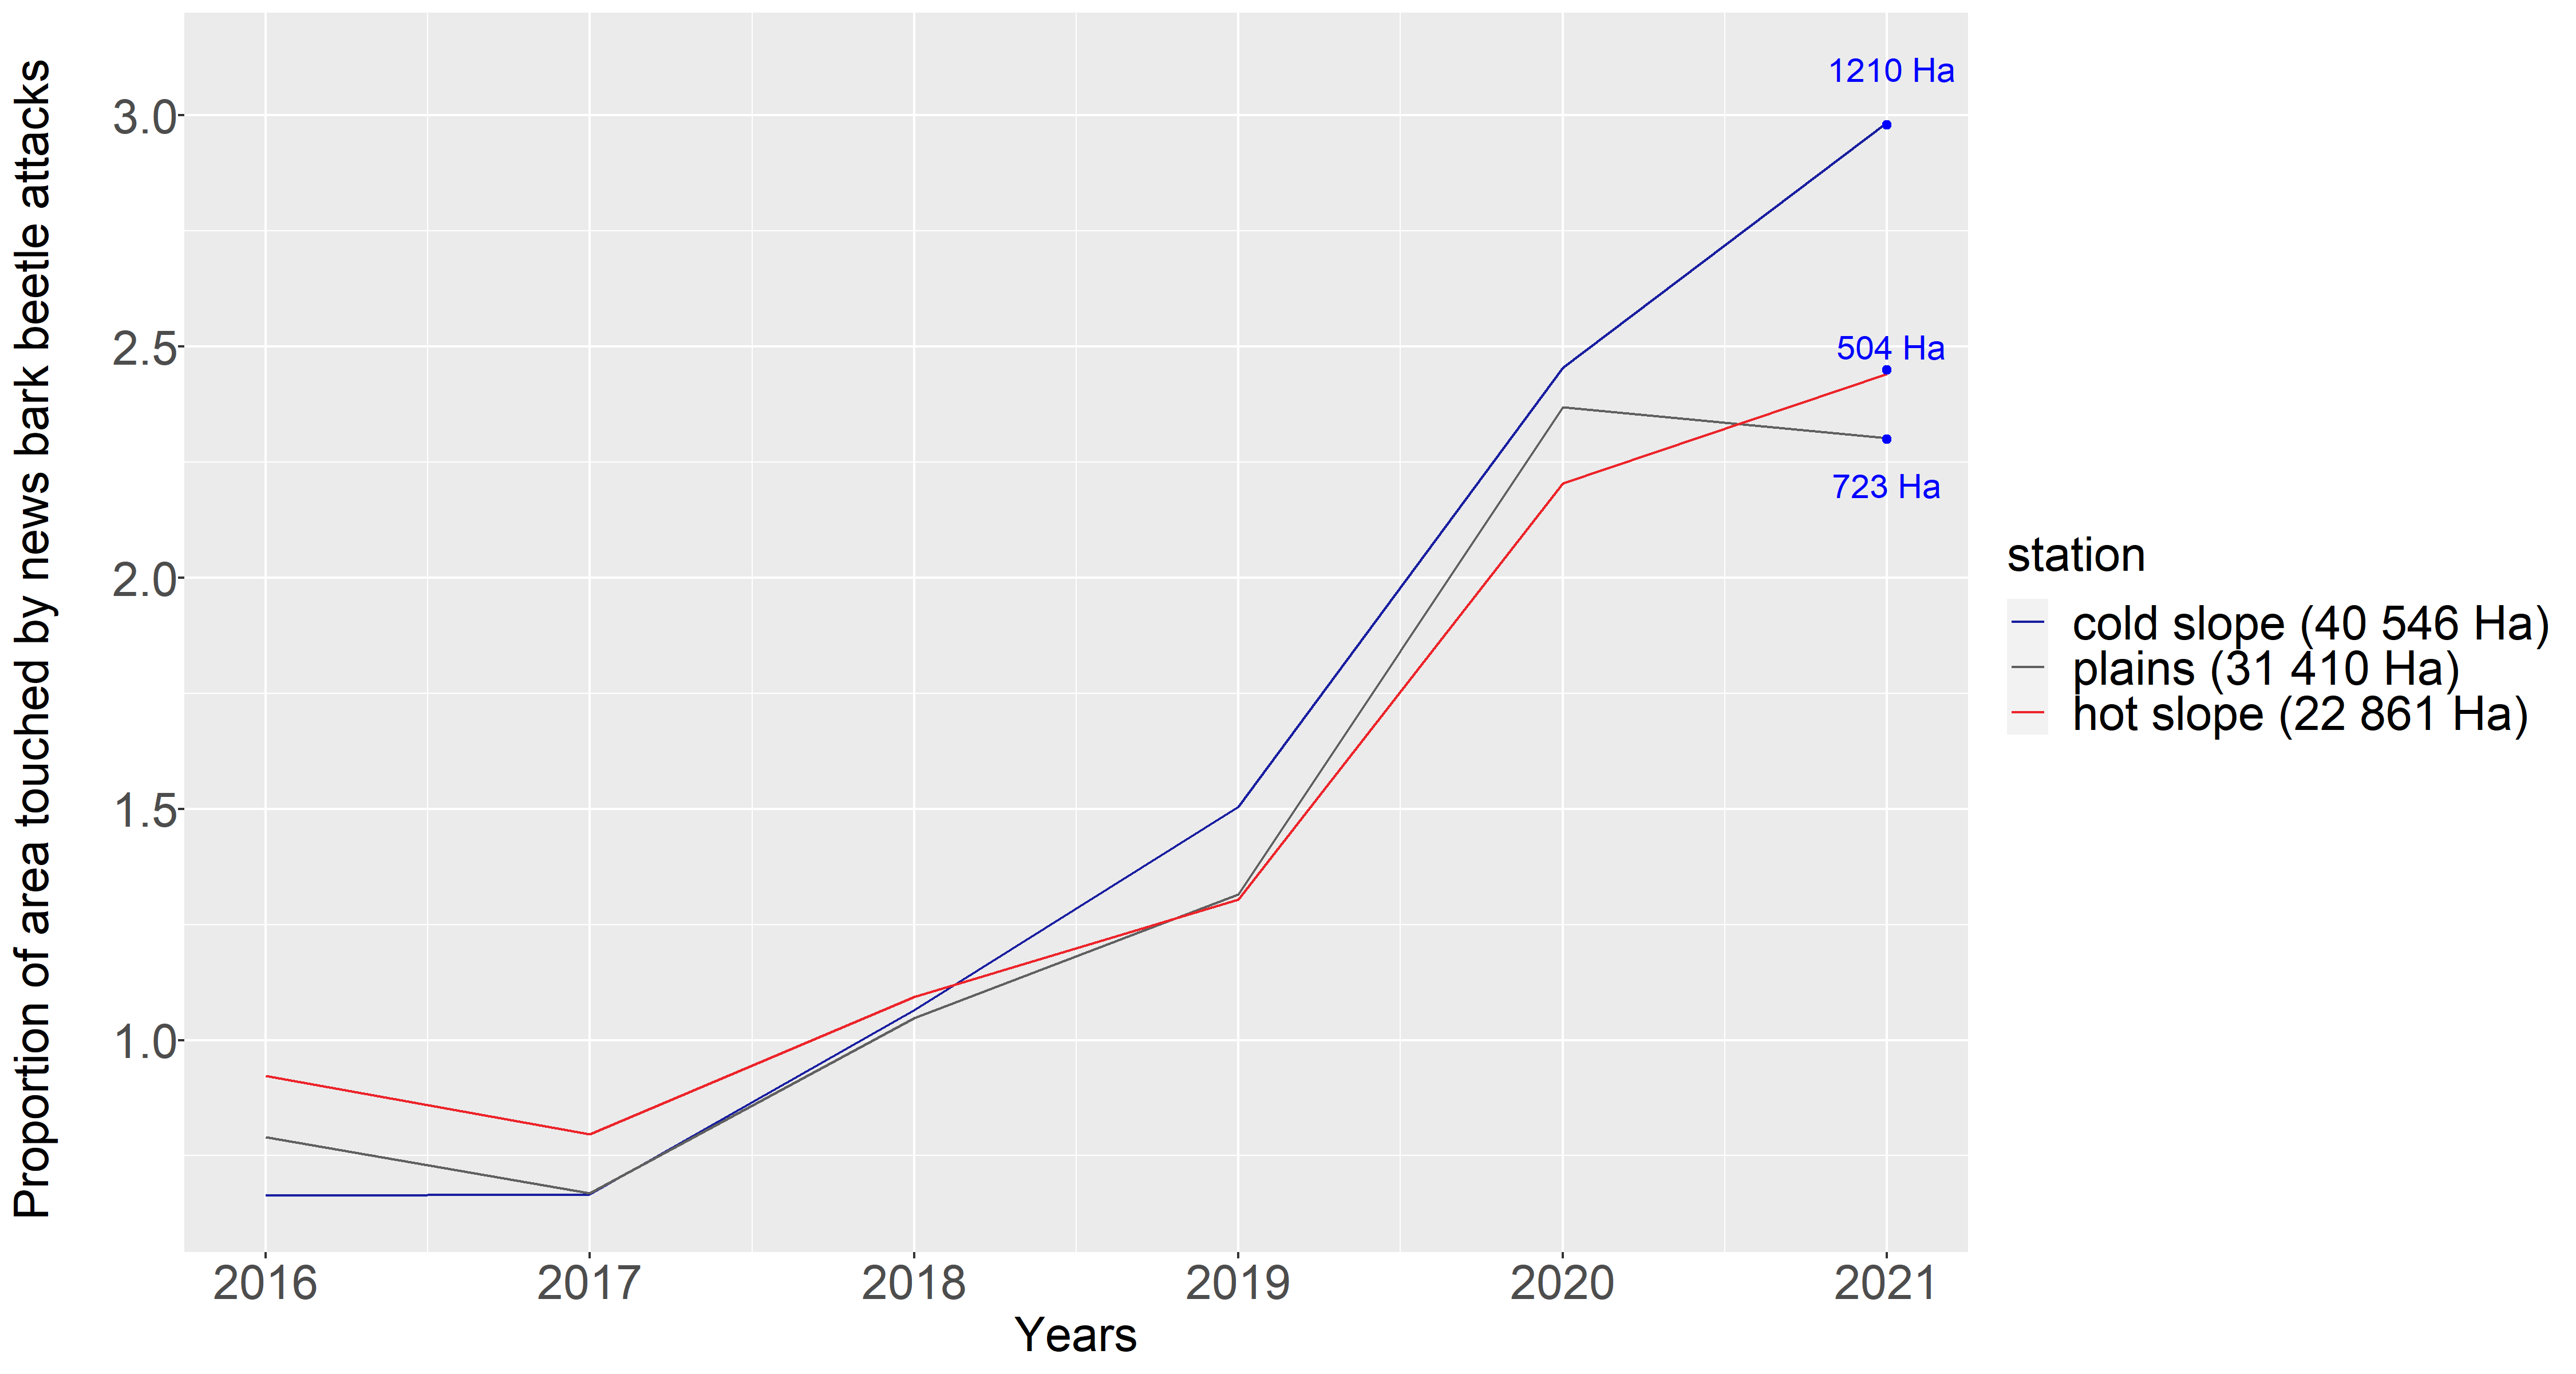 Proportion of area touched by news bark beetle attacks
3.0
2.5
2.0
1.5
1.0
1210 Ha
504 Ha
723 Ha
2016 2017 2018 2019 2020 2021
Years
station
cold slope (40 546 Ha)
plains (31 410 Ha)
hot slope (22 861 Ha)